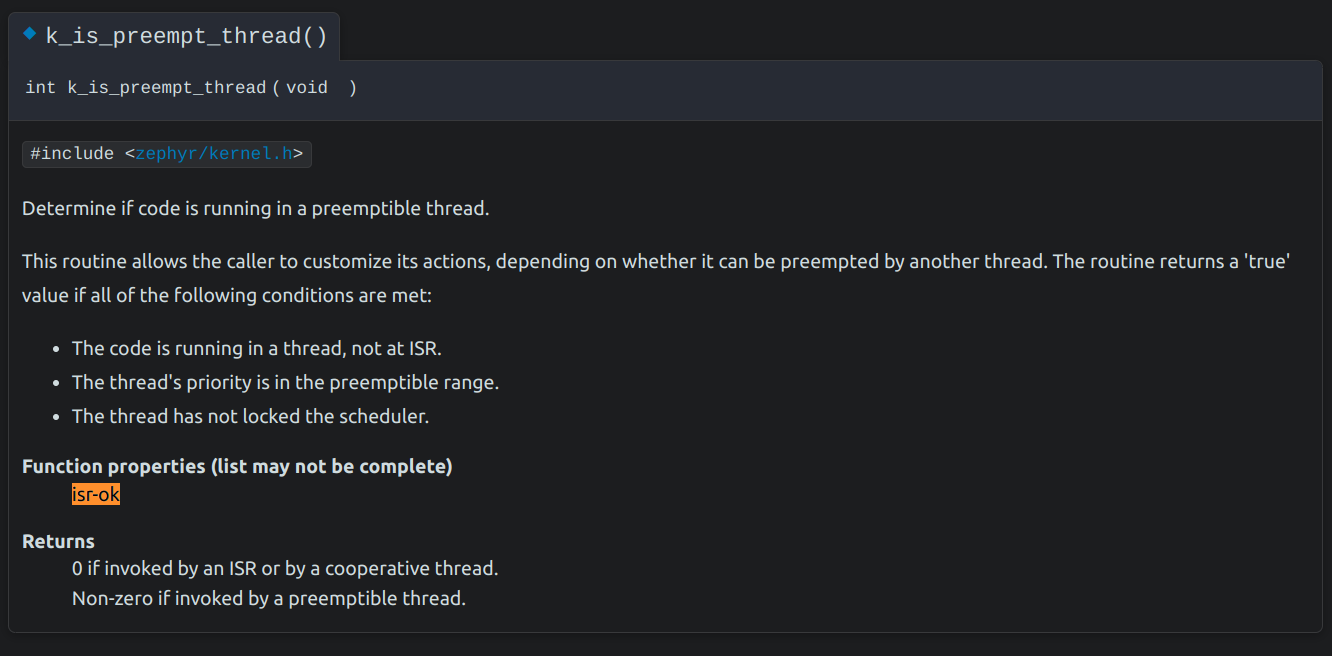 k_is_preempt_thread()
int k_is_preempt_thread ( void )
#include <zephyr/kernel.h>
Determine if code is running in a preemptible thread.
This routine allows the caller to customize its actions, depending on whether it can be preempted by another thread. The routine returns a 'true'
value if all of the following conditions are met:
• The code is running in a thread, not at ISR.
• The thread's priority is in the preemptible range.
• The thread has not locked the scheduler.
Function properties (list may not be complete)
isr-ok
Returns
0 if invoked by an ISR or by a cooperative thread.
Non-zero if invoked by a preemptible thread.